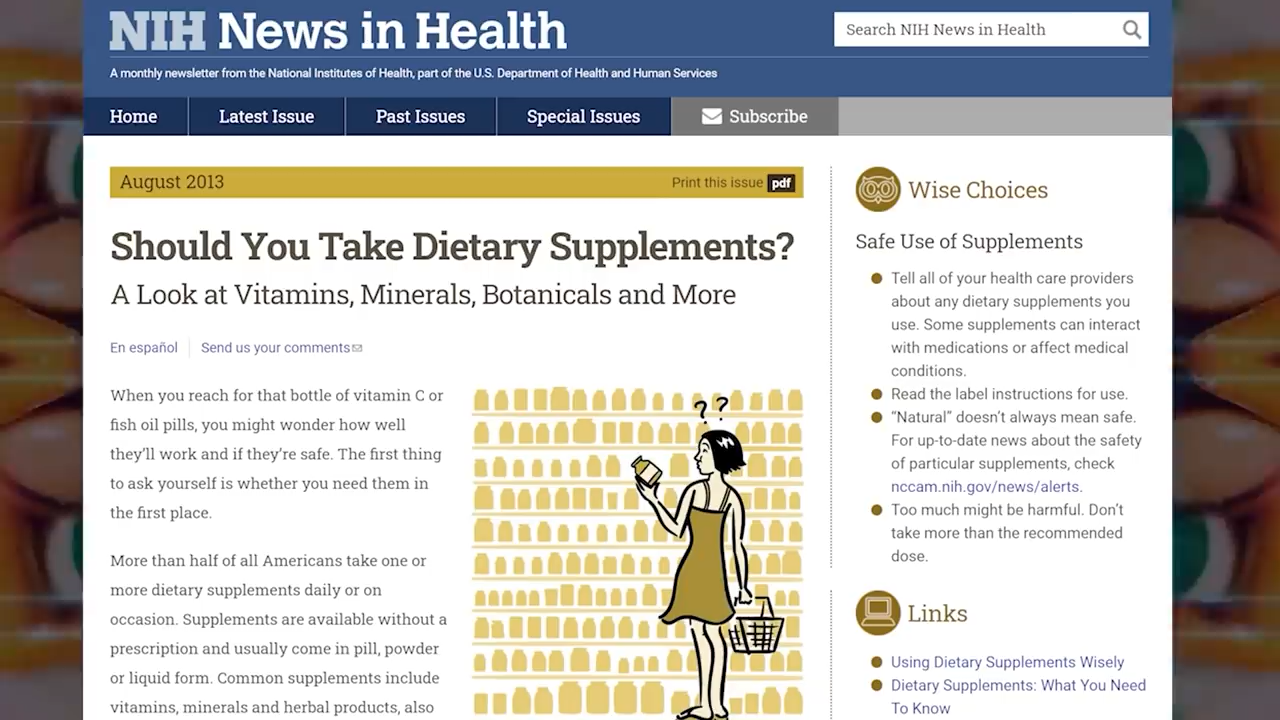 NIH News in Health
Search NIH News in Health
A monthly newsletter from the National Institutes of Health, part of the U.S. Department of Health and Human Services
Home
Latest Issue
Past Issues
Special Issues
Subscribe
August 2013
Print this issue pdf
Should You Take Dietary Supplements?
A Look at Vitamins, Minerals, Botanicals and More
En español
Send us your comments
When you reach for that bottle of vitamin C or
fish oil pills, you might wonder how well
they’ll work and if they’re safe. The first thing
to ask yourself is whether you need them in
the first place.
More than half of all Americans take one or
more dietary supplements daily or on
occasion. Supplements are available without a
prescription and usually come in pill, powder
or liquid form. Common supplements include
vitamins, minerals and herbal products, also
? ?
Wise Choices
Safe Use of Supplements
Tell all of your health care providers
about any dietary supplements you
use. Some supplements can interact
with medications or affect medical
conditions.
Read the label instructions for use.
“Natural” doesn’t always mean safe.
For up-to-date news about the safety
of particular supplements, check
nccam.nih.gov/news/alerts.
Too much might be harmful. Don’t
take more than the recommended
dose.
Links
Using Dietary Supplements Wisely
Dietary Supplements: What You Need
To Know